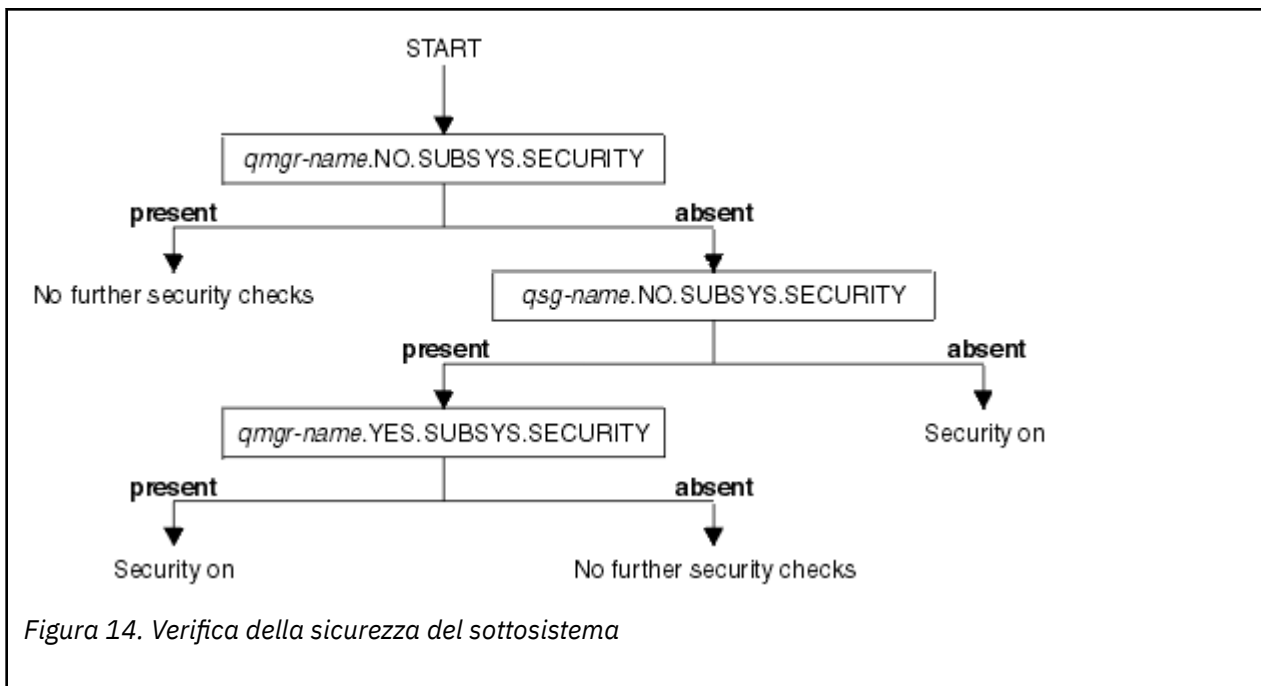 START
qmgr-name.NO.SUBSYS.SECURITY
present
absent
No further security checks
qsg-name.NO.SUBSYS.SECURITY
present
absent
qmgr-name.YES.SUBSYS.SECURITY
Security on
present
absent
Security on
No further security checks
Figura 14. Verifica della sicurezza del sottosistema